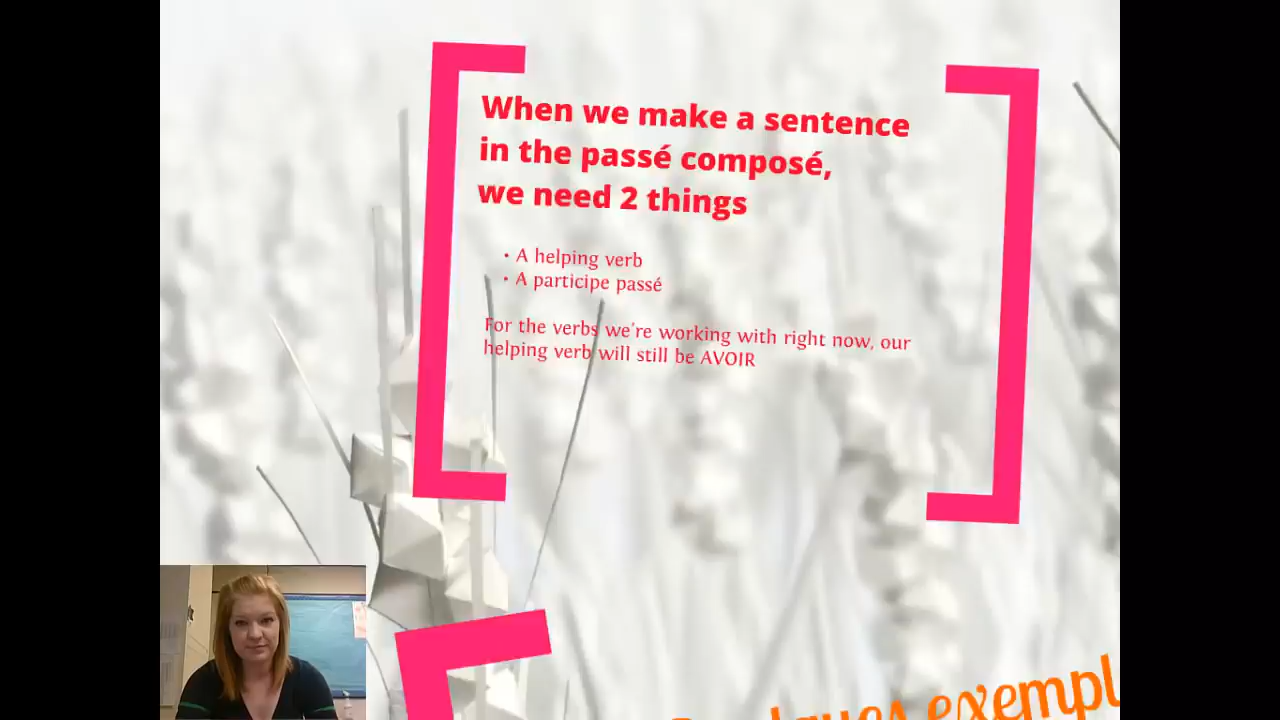 When we make a sentence
in the passé composé,
we need 2 things
• A helping verb
• A participe passé
For the verbs we're working with right now, our
helping verb will still be AVOIR